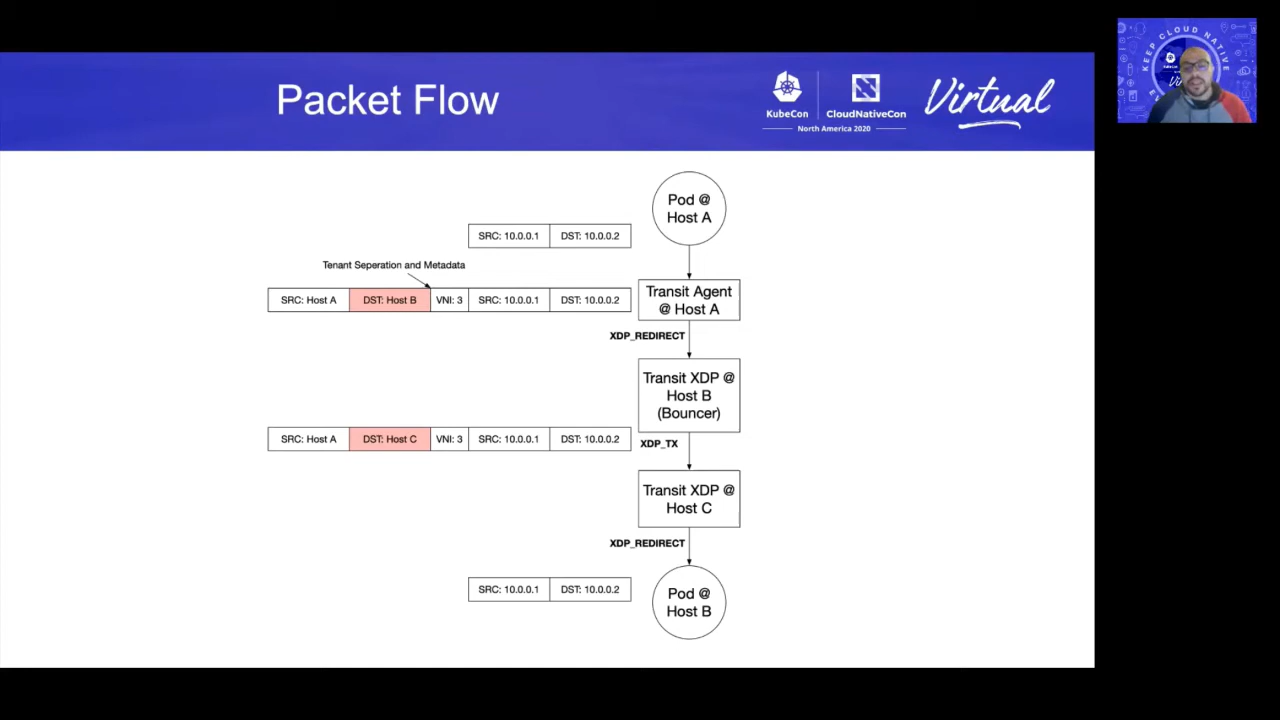 Packet Flow
KubeCon
CloudNativeCon
North America 2020
Virtual
KEEP CLOUD NATIVE
Pod @
Host A
SRC: 10.0.0.1 DST: 10.0.0.2
Tenant Seperation and Metadata
SRC: Host A DST: Host B VNI: 3 SRC: 10.0.0.1 DST: 10.0.0.2
Transit Agent
@ Host A
XDP_REDIRECT
Transit XDP @
Host B
(Bouncer)
SRC: Host A DST: Host C VNI: 3 SRC: 10.0.0.1 DST: 10.0.0.2
XDP_TX
Transit XDP @
Host C
XDP_REDIRECT
SRC: 10.0.0.1 DST: 10.0.0.2
Pod @
Host B